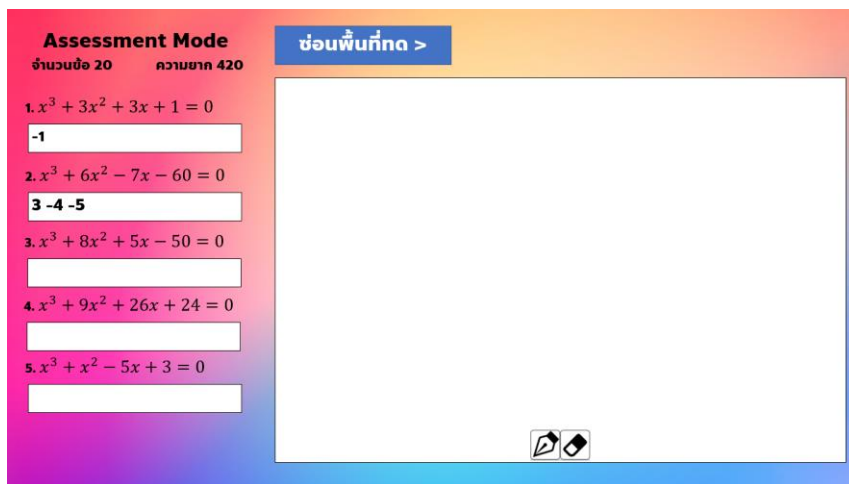 Assessment Mode
จำนวนข้อ 20 ความยาก 420
ซ่อนพื้นที่ทด >
1. x³ + 3x² + 3x + 1 = 0
-1
2. x³ + 6x² − 7x − 60 = 0
3 -4 -5
3. x³ + 8x² + 5x − 50 = 0
4. x³ + 9x² + 26x + 24 = 0
5. x³ + x² − 5x + 3 = 0